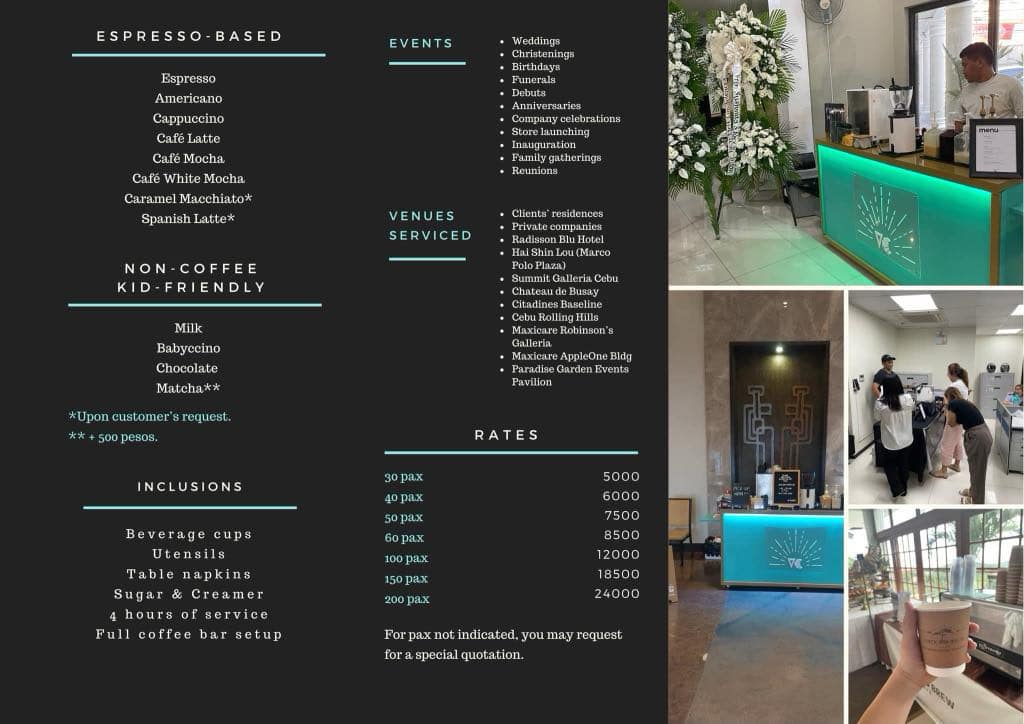 ESPRESSO-BASED
Espresso
Americano
Cappuccino
Café Latte
Café Mocha
Café White Mocha
Caramel Macchiato*
Spanish Latte*
NON-COFFEE
KID-FRIENDLY
Milk
Babyccino
Chocolate
Matcha**
*Upon customer's request.
** + 500 pesos.
INCLUSIONS
Beverage cups
Utensils
Table napkins
Sugar & Creamer
4 hours of service
Full coffee bar setup
EVENTS
• Weddings
• Christenings
• Birthdays
• Funerals
• Debuts
• Anniversaries
• Company celebrations
• Store launching
• Inauguration
• Family gatherings
• Reunions
VENUES
SERVICED
• Clients' residences
• Private companies
• Radisson Blu Hotel
• Hai Shin Lou (Marco
Polo Plaza)
• Summit Galleria Cebu
• Chateau de Busay
• Citadines Baseline
• Cebu Rolling Hills
• Maxicare Robinson's
Galleria
• Maxicare AppleOne Bldg
• Paradise Garden Events
Pavilion
RATES
30 pax 5000
40 pax 6000
50 pax 7500
60 pax 8500
100 pax 12000
150 pax 18500
200 pax 24000
For pax not indicated, you may request
for a special quotation.
menu
PICK UP
HERE
BREW